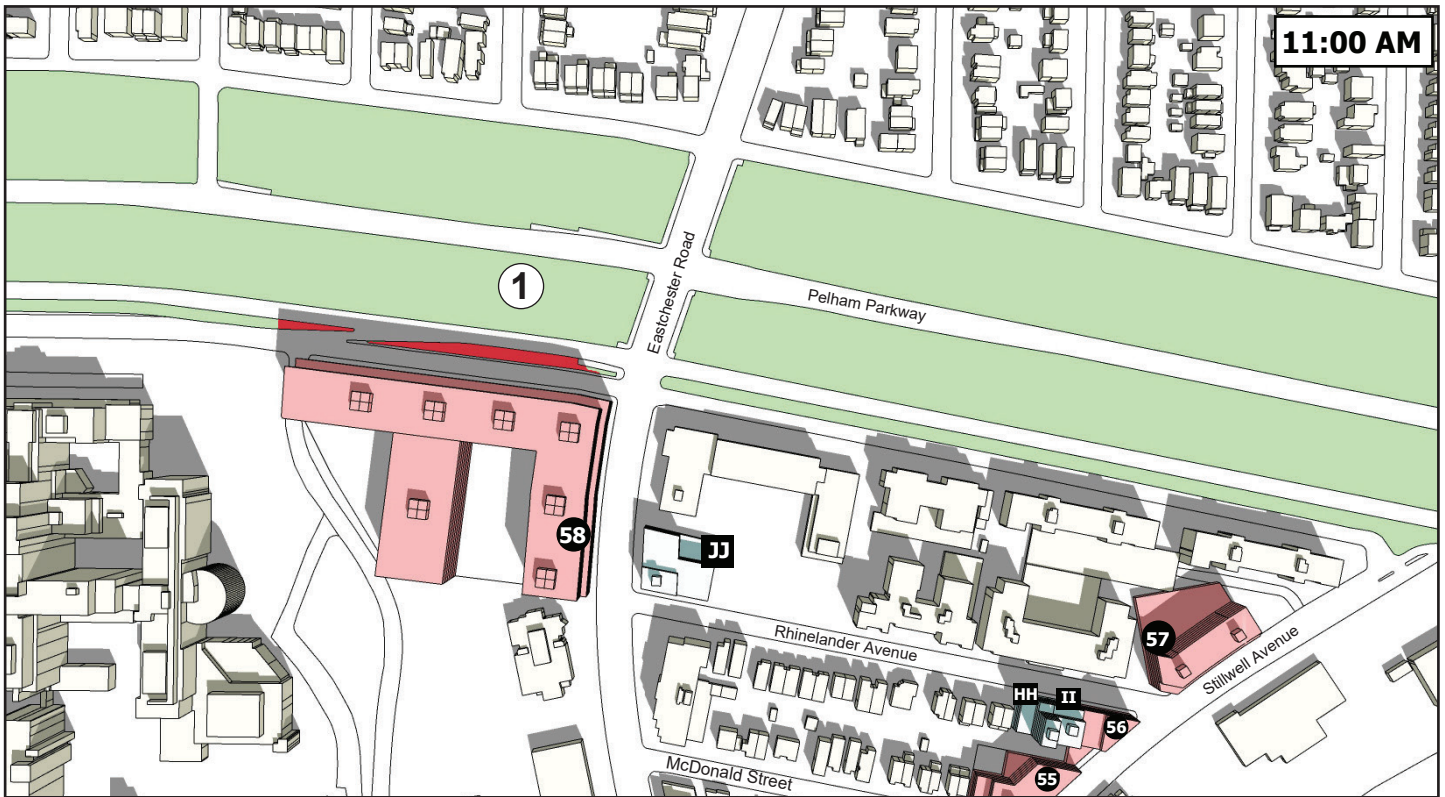 11:00 AM
1
Eastchester Road
Pelham Parkway
58
JJ
Rhinelander Avenue
57
Stillwell Avenue
HH
II
56
McDonald Street
55